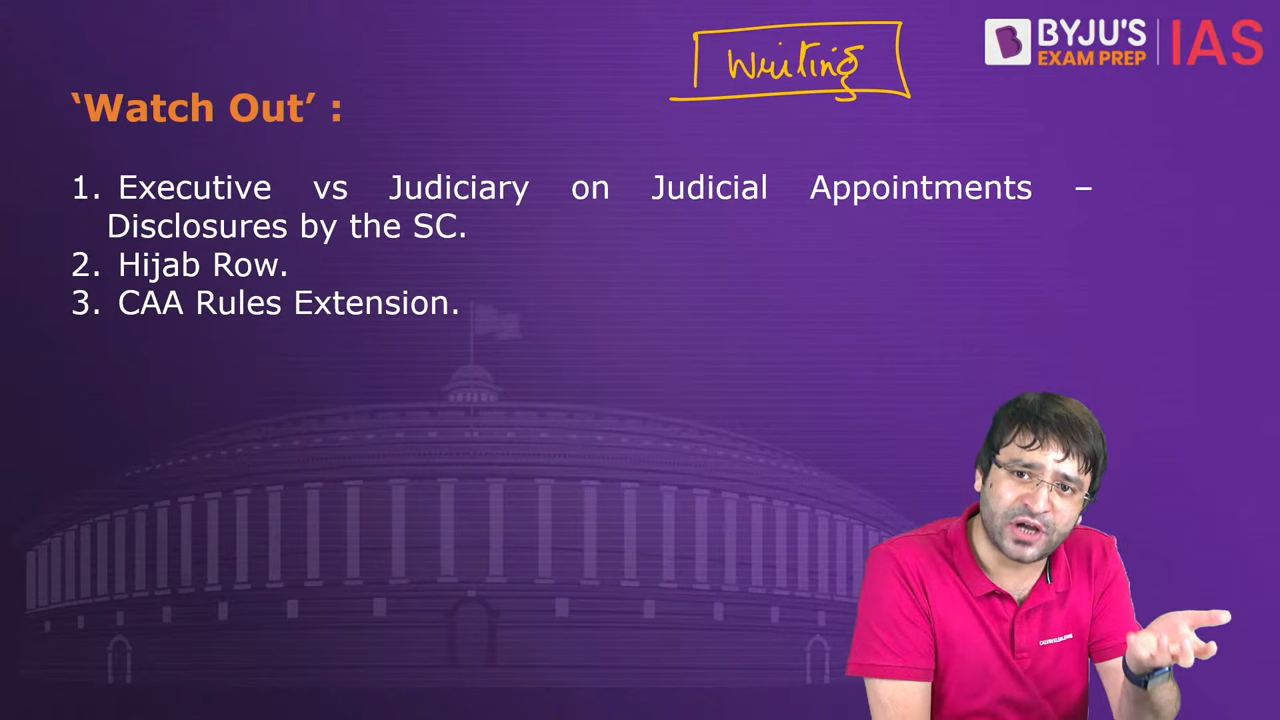 Writing
BYJU'S
EXAM PREP
IAS
‘Watch Out’ :
1. Executive vs Judiciary on Judicial Appointments –
Disclosures by the SC.
2. Hijab Row.
3. CAA Rules Extension.